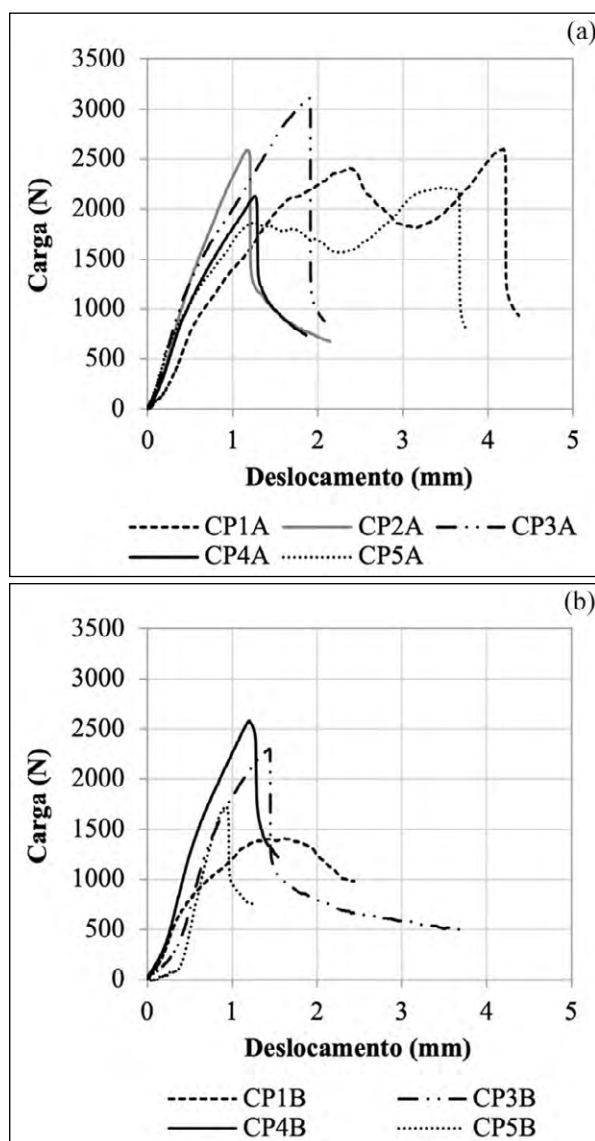 (a)
3500
3000
2500
2000
1500
1000
500
0
Carga (N)
0 1 2 3 4 5
Deslocamento (mm)
CP1A CP2A CP3A
CP4A CP5A
(b)
3500
3000
2500
2000
1500
1000
500
0
Carga (N)
0 1 2 3 4 5
Deslocamento (mm)
CP1B CP3B
CP4B CP5B